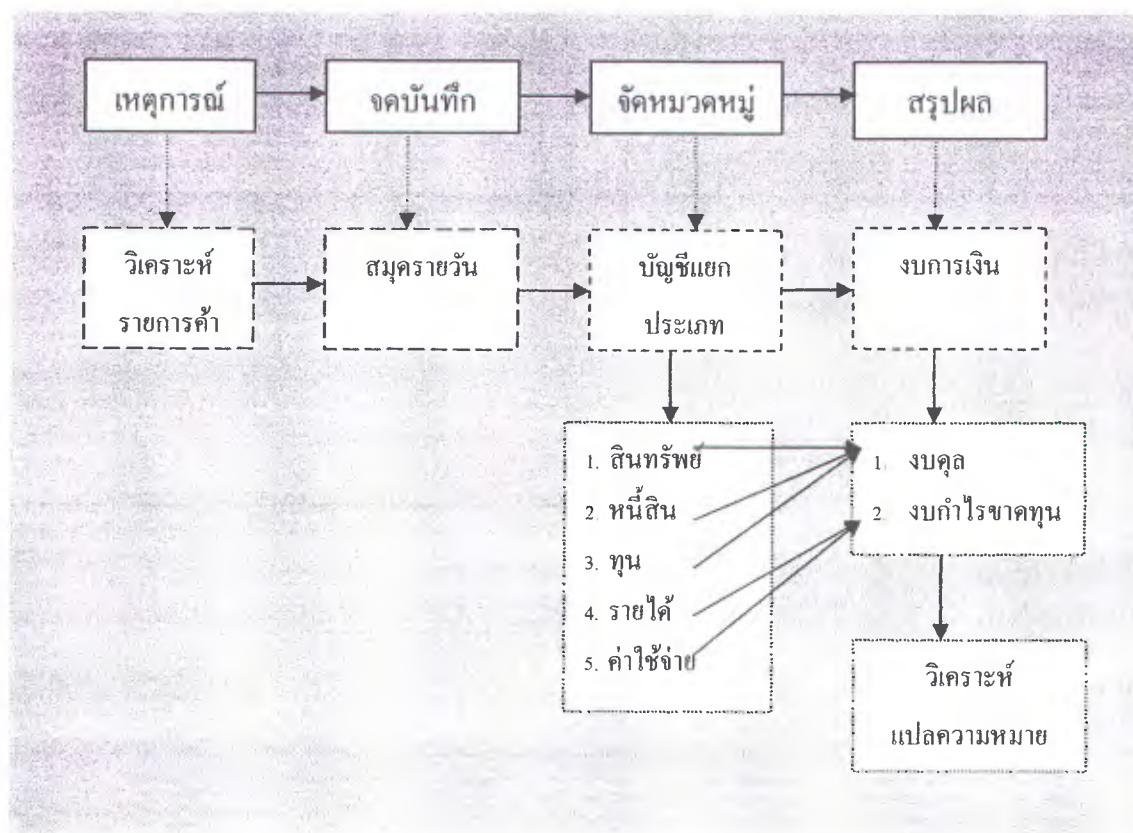 เหตุการณ์
จดบันทึก
จัดหมวดหมู่
สรุปผล
วิเคราะห์
รายการค้า
สมุดรายวัน
บัญชีแยก
ประเภท
งบการเงิน
1. สินทรัพย์
2. หนี้สิน
3. ทุน
4. รายได้
5. ค่าใช้จ่าย
1. งบดุล
2. งบกำไรขาดทุน
วิเคราะห์
แปลความหมาย